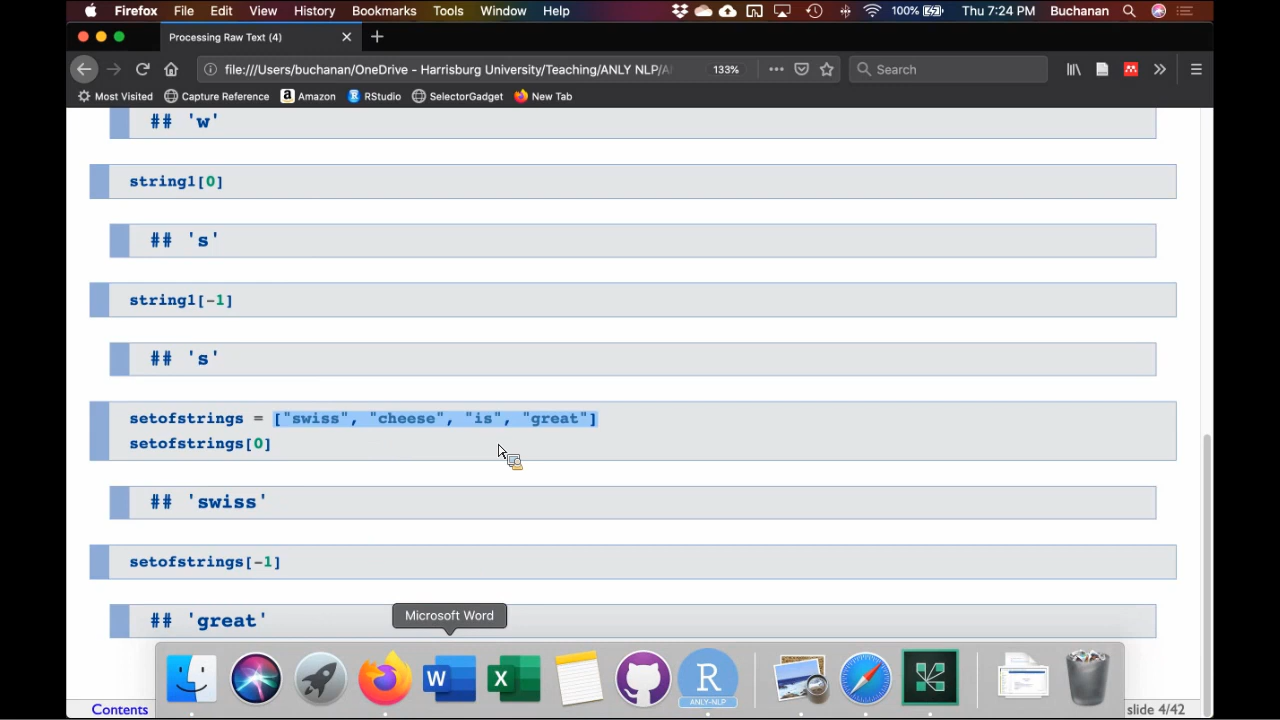 Firefox File Edit View History Bookmarks Tools Window Help 100% Thu 7:24 PM Buchanan
Processing Raw Text (4)
file:///Users/buchanan/OneDrive - Harrisburg University/Teaching/ANLY NLP/A 133% Search
Most Visited Capture Reference Amazon RStudio SelectorGadget New Tab
## 'w'
string1[0]
## 's'
string1[-1]
## 's'
setofstrings = ["swiss", "cheese", "is", "great"]
setofstrings[0]
## 'swiss'
setofstrings[-1]
## 'great'
Microsoft Word
W X R
ANLY-NLP
Contents slide 4/42